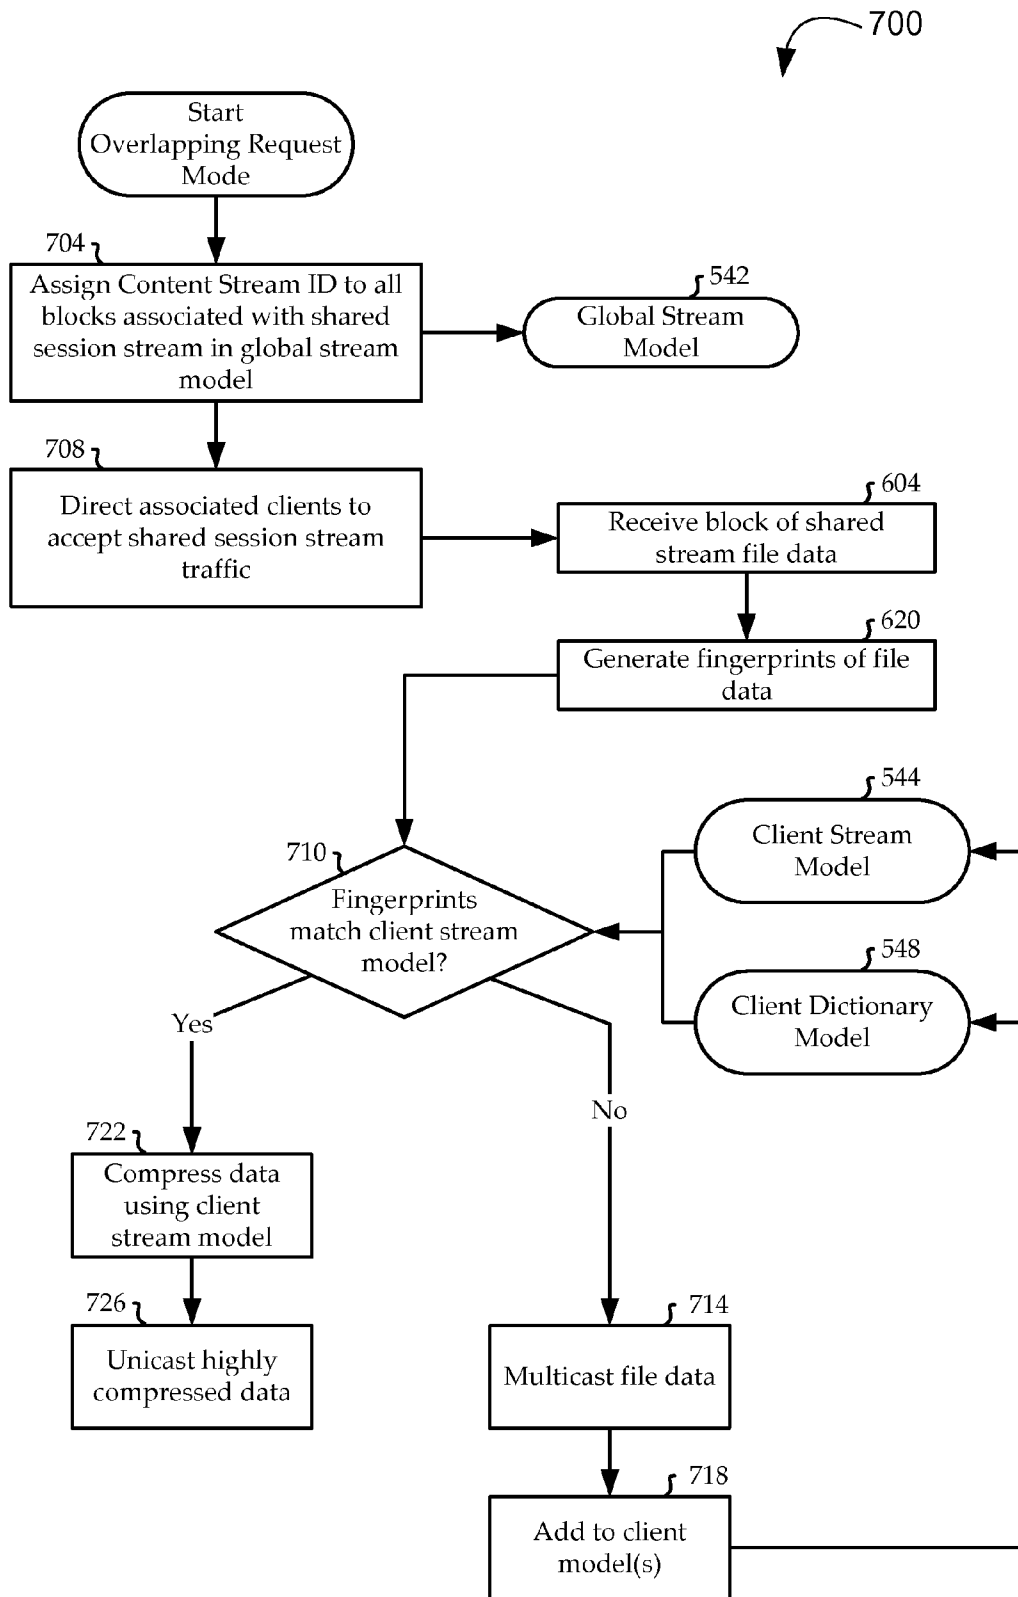 700
Start
Overlapping Request
Mode
704
Assign Content Stream ID to all
blocks associated with shared
session stream in global stream
model
542
Global Stream
Model
708
Direct associated clients to
accept shared session stream
traffic
604
Receive block of shared
stream file data
620
Generate fingerprints of file
data
544
Client Stream
Model
710
Fingerprints
match client stream
model?
548
Client Dictionary
Model
Yes
No
722
Compress data
using client
stream model
726
Unicast highly
compressed data
714
Multicast file data
718
Add to client
model(s)